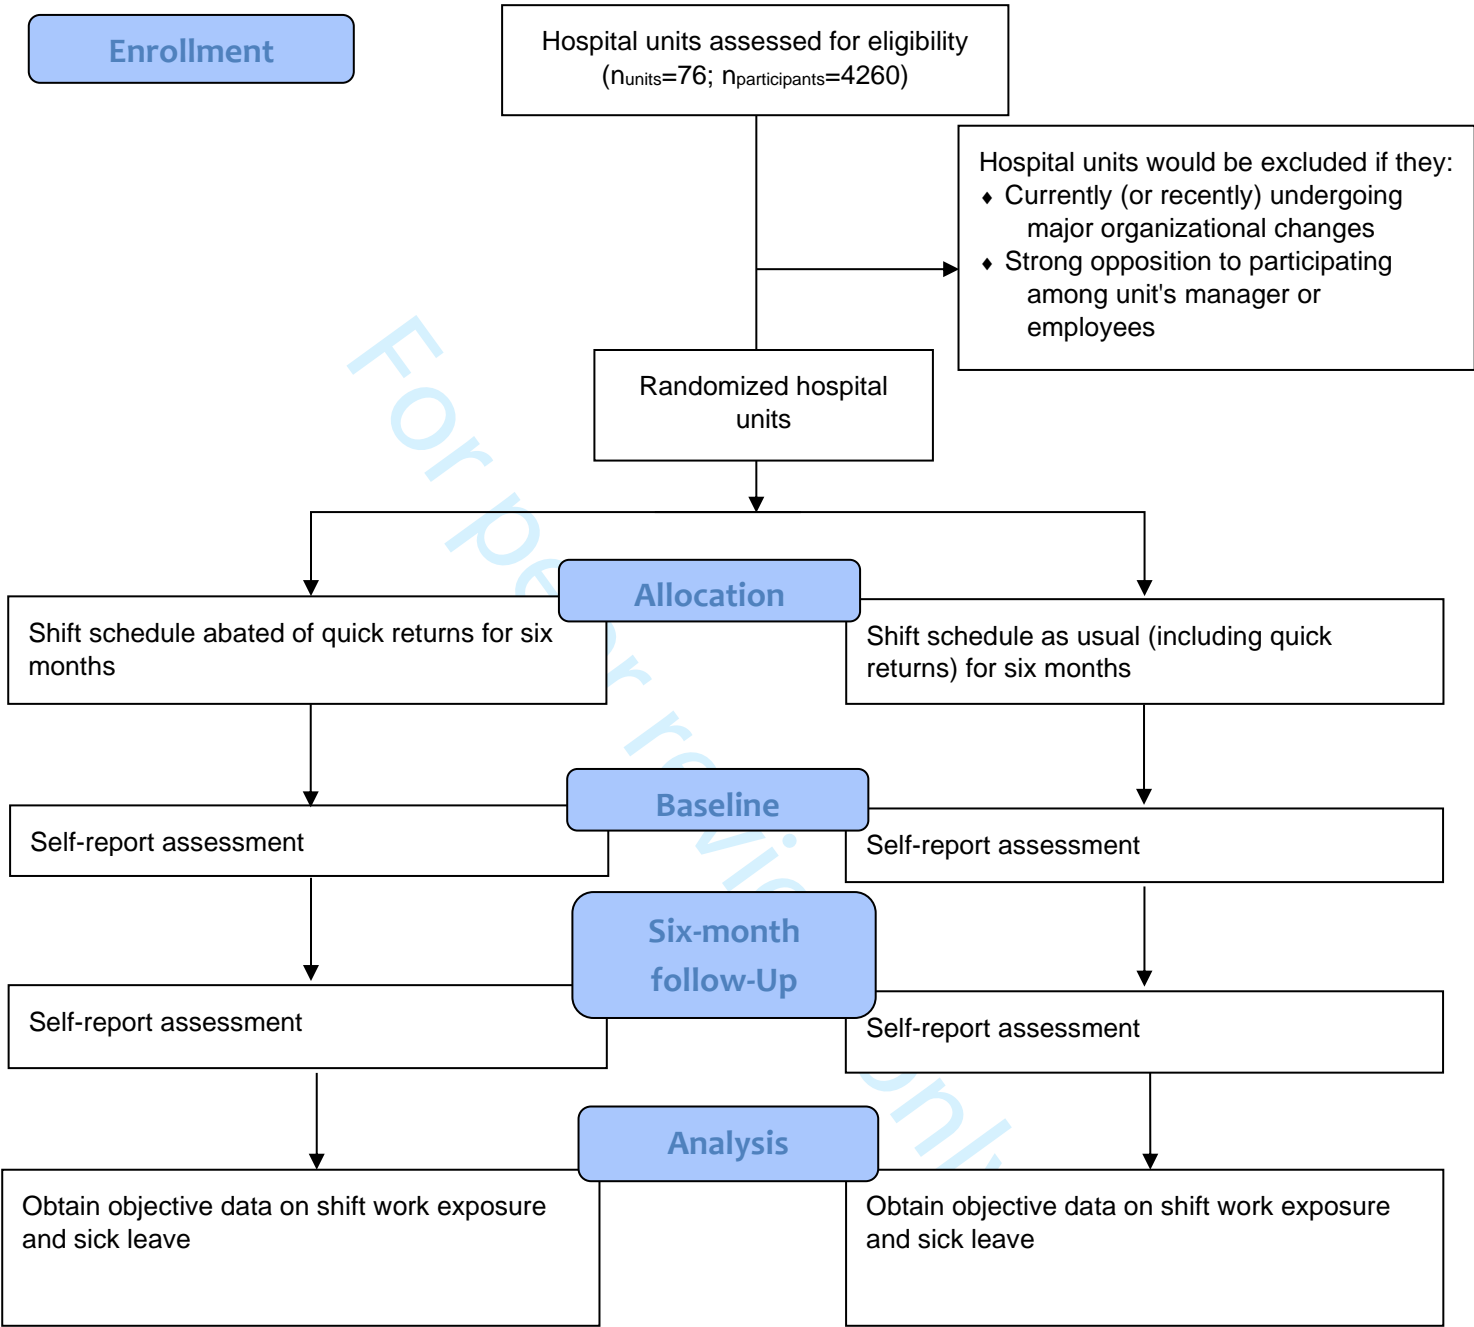 Enrollment
Hospital units assessed for eligibility
(nunits=76; nparticipants=4260)
Hospital units would be excluded if they:
♦ Currently (or recently) undergoing
major organizational changes
♦ Strong opposition to participating
among unit's manager or
employees
Randomized hospital
units
Allocation
Shift schedule abated of quick returns for six
months
Shift schedule as usual (including quick
returns) for six months
Baseline
Self-report assessment
Self-report assessment
Six-month
follow-Up
Self-report assessment
Self-report assessment
Analysis
Obtain objective data on shift work exposure
and sick leave
Obtain objective data on shift work exposure
and sick leave
For peer review only